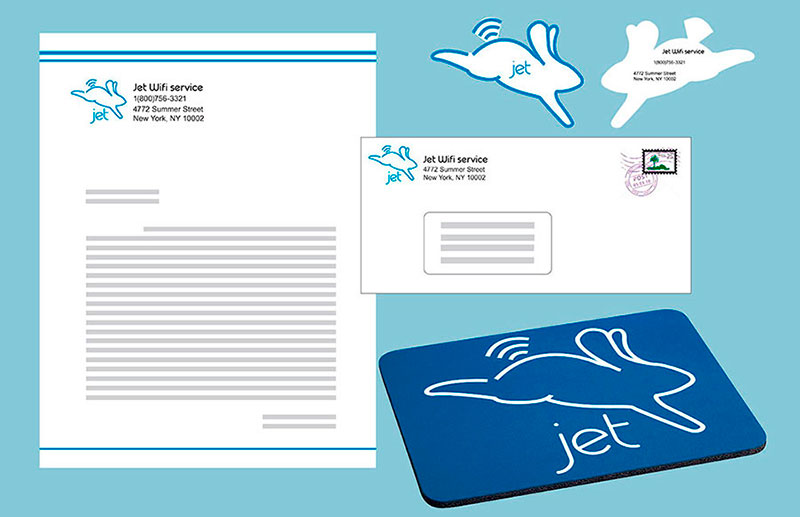 Jet Wifi service
1(800)756-3321
4772 Summer Street
New York, NY 10002
jet
jet
Jet Wifi service
1(800)756-3321
4772 Summer Street
New York, NY 10002
Jet Wifi service
4772 Summer Street
New York, NY 10002
jet
POST
jet